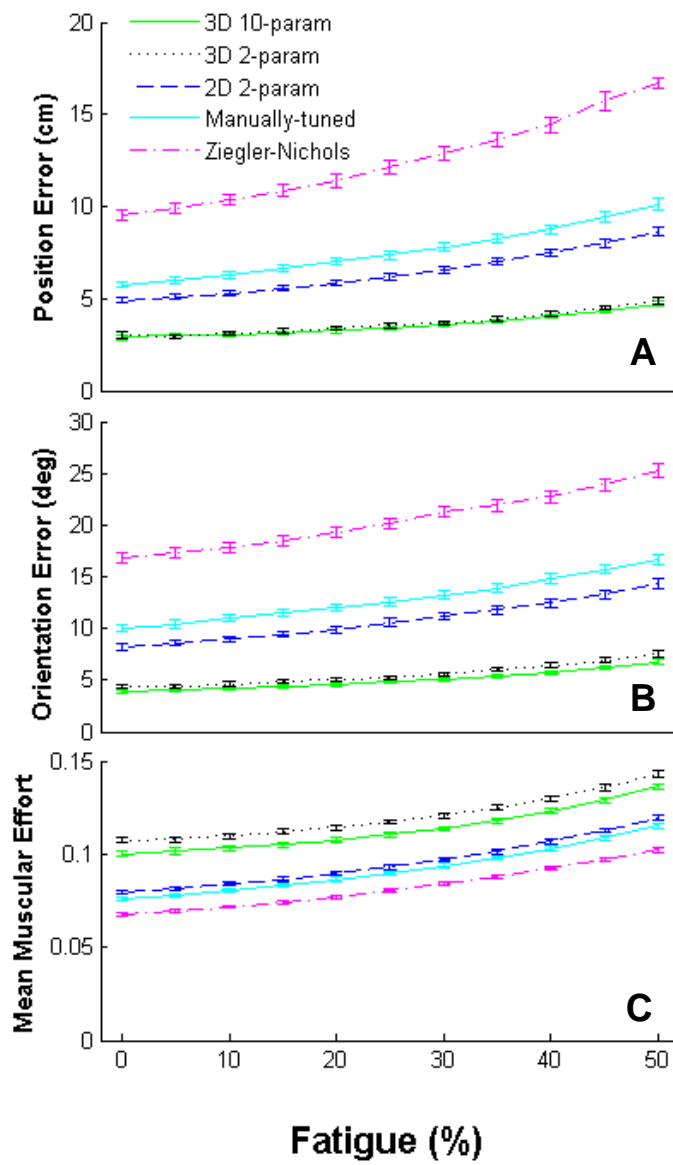 20
15
10
5
0
Position Error (cm)
3D 10-param
3D 2-param
2D 2-param
Manually-tuned
Ziegler-Nichols
A
30
25
20
15
10
5
0
Orientation Error (deg)
B
0.15
0.1
0.05
0
Mean Muscular Effort
C
0 10 20 30 40 50
Fatigue (%)